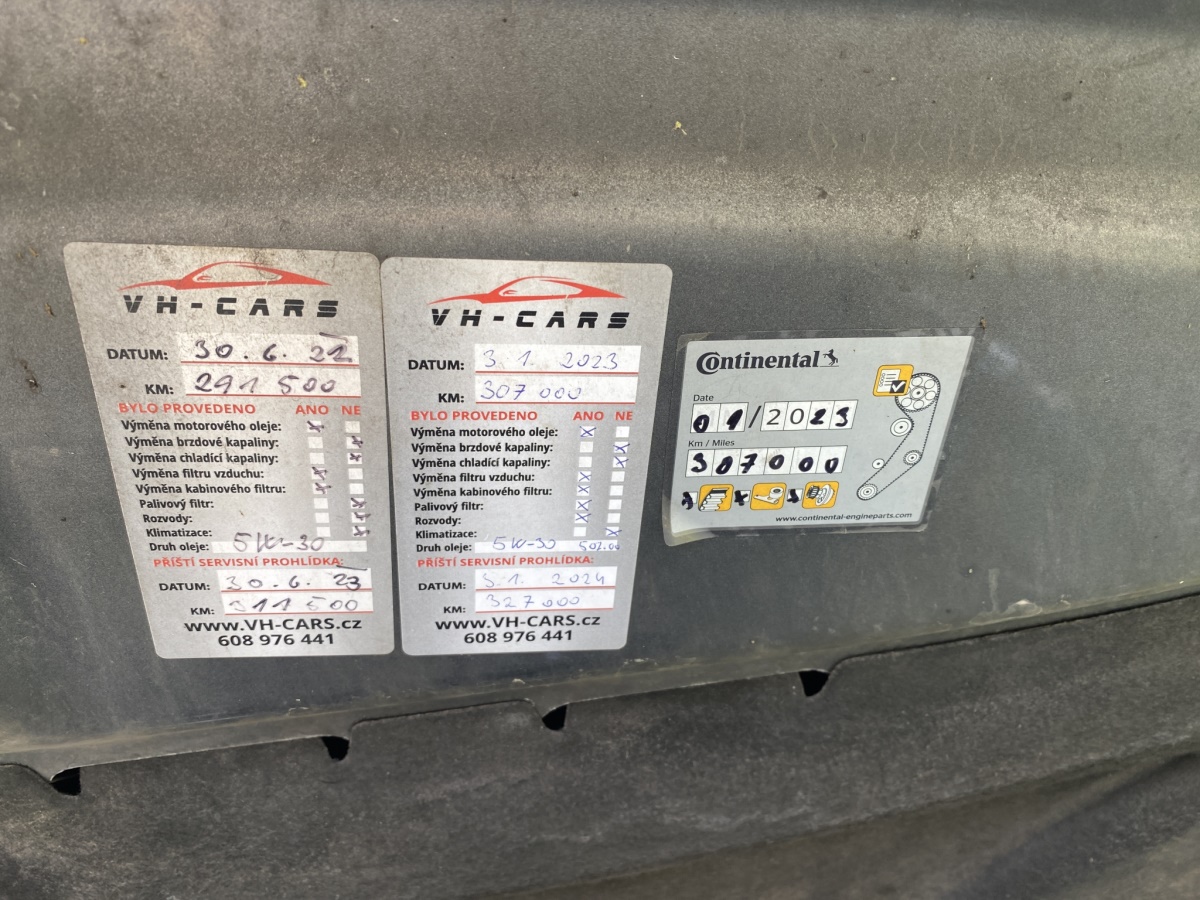 VH-CARS
DATUM: 30. 6. 22
KM: 291 500
BYLO PROVEDENO ANO NE
Výměna motorového oleje:
Výměna brzdové kapaliny:
Výměna chladící kapaliny:
Výměna filtru vzduchu:
Výměna kabinového filtru:
Palivový filtr:
Rozvody:
Klimatizace:
Druh oleje: 5W-30
PŘÍŠTÍ SERVISNÍ PROHLÍDKA:
DATUM: 30. 6. 23
KM: 311 500
www.VH-CARS.cz
608 976 441
VH-CARS
DATUM: 3. 1. 2023
KM: 307 000
BYLO PROVEDENO ANO NE
Výměna motorového oleje:
Výměna brzdové kapaliny:
Výměna chladící kapaliny:
Výměna filtru vzduchu:
Výměna kabinového filtru:
Palivový filtr:
Rozvody:
Klimatizace:
Druh oleje: 5W-30 502.00
PŘÍŠTÍ SERVISNÍ PROHLÍDKA:
DATUM: 3. 1. 2024
KM: 327 000
www.VH-CARS.cz
608 976 441
Continental
Date
01/2023
Km / Miles
307000
www.continental-engineparts.com